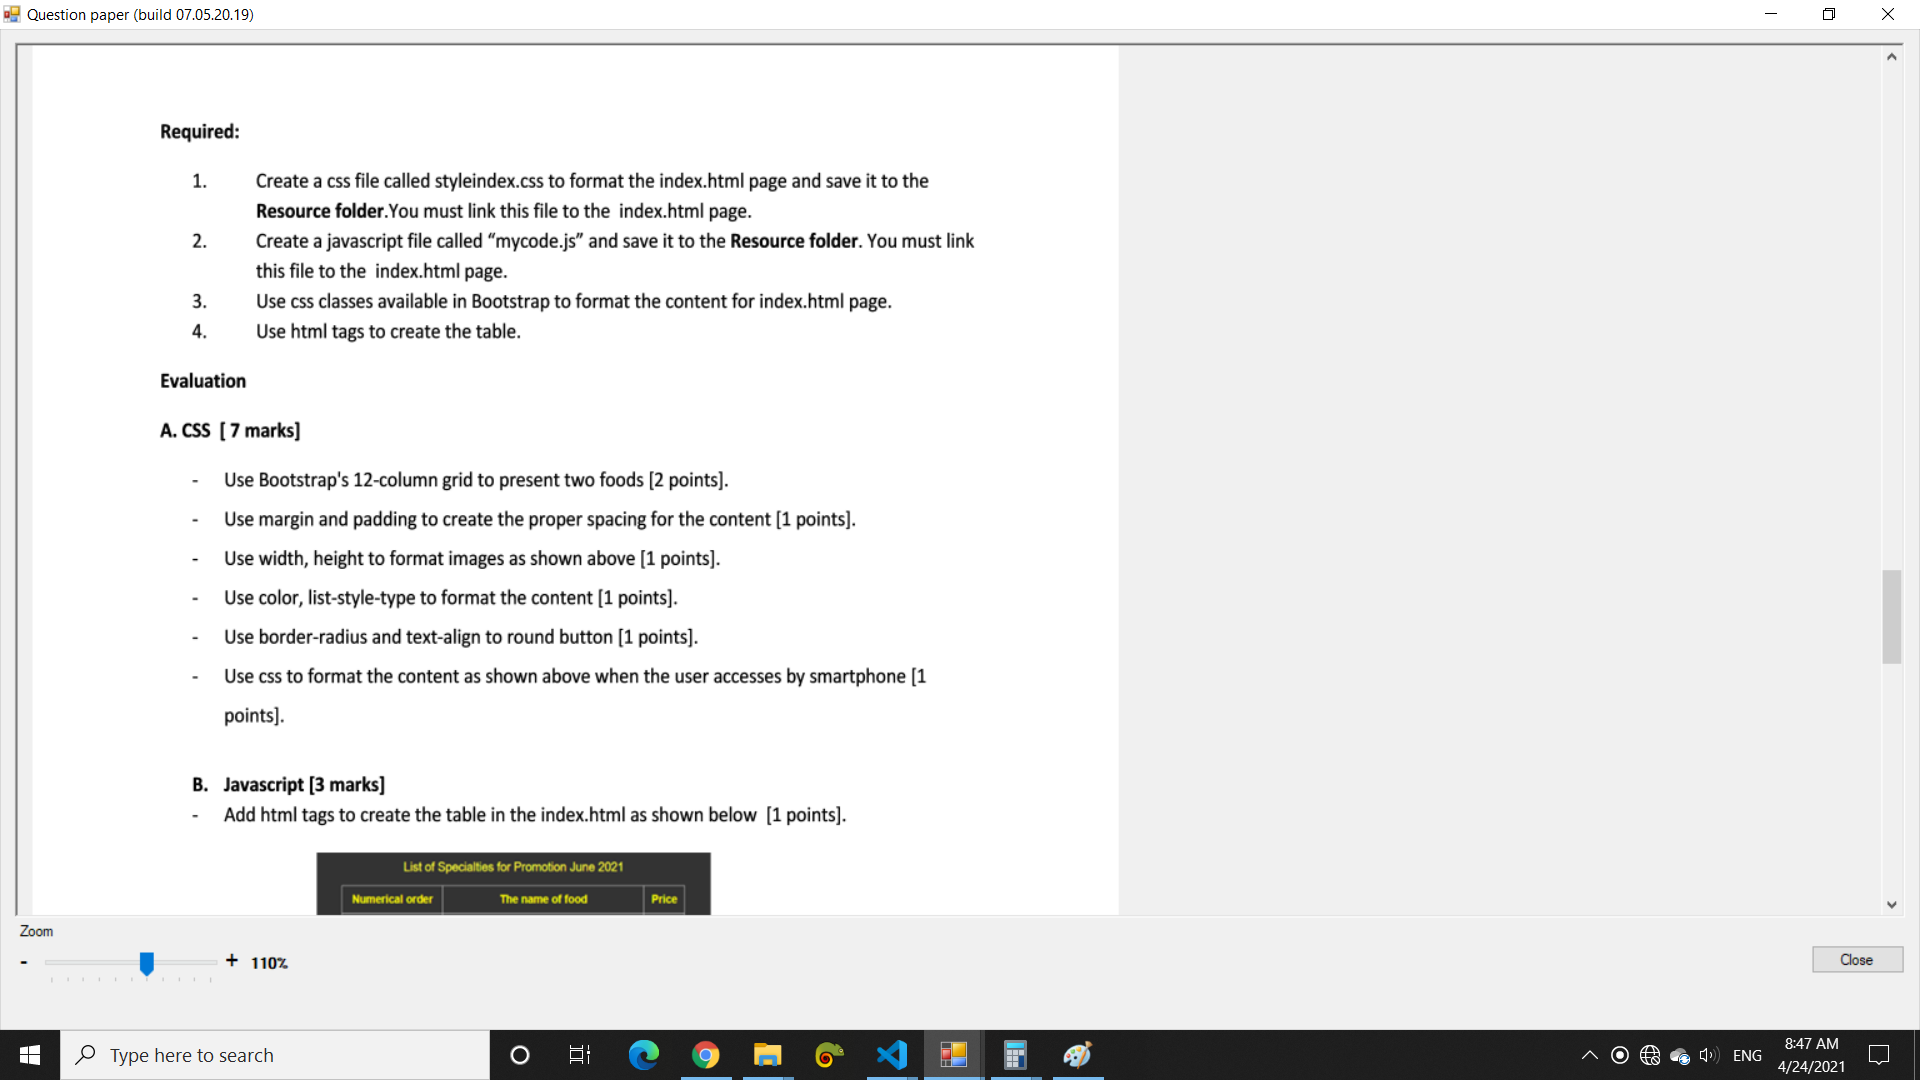 Question paper (build 07.05.20.19)
Required:
1. Create a css file called styleindex.css to format the index.html page and save it to the
Resource folder.You must link this file to the  index.html page.
2. Create a javascript file called “mycode.js” and save it to the Resource folder. You must link
this file to the  index.html page.
3. Use css classes available in Bootstrap to format the content for index.html page.
4. Use html tags to create the table.
Evaluation
A. CSS  [ 7 marks]
- Use Bootstrap's 12-column grid to present two foods [2 points].
- Use margin and padding to create the proper spacing for the content [1 points].
- Use width, height to format images as shown above [1 points].
- Use color, list-style-type to format the content [1 points].
- Use border-radius and text-align to round button [1 points].
- Use css to format the content as shown above when the user accesses by smartphone [1
points].
B. Javascript [3 marks]
- Add html tags to create the table in the index.html as shown below  [1 points].
List of Specialties for Promotion June 2021
Numerical order The name of food Price
Zoom
- + 110%
Close
Type here to search
ENG
8:47 AM
4/24/2021